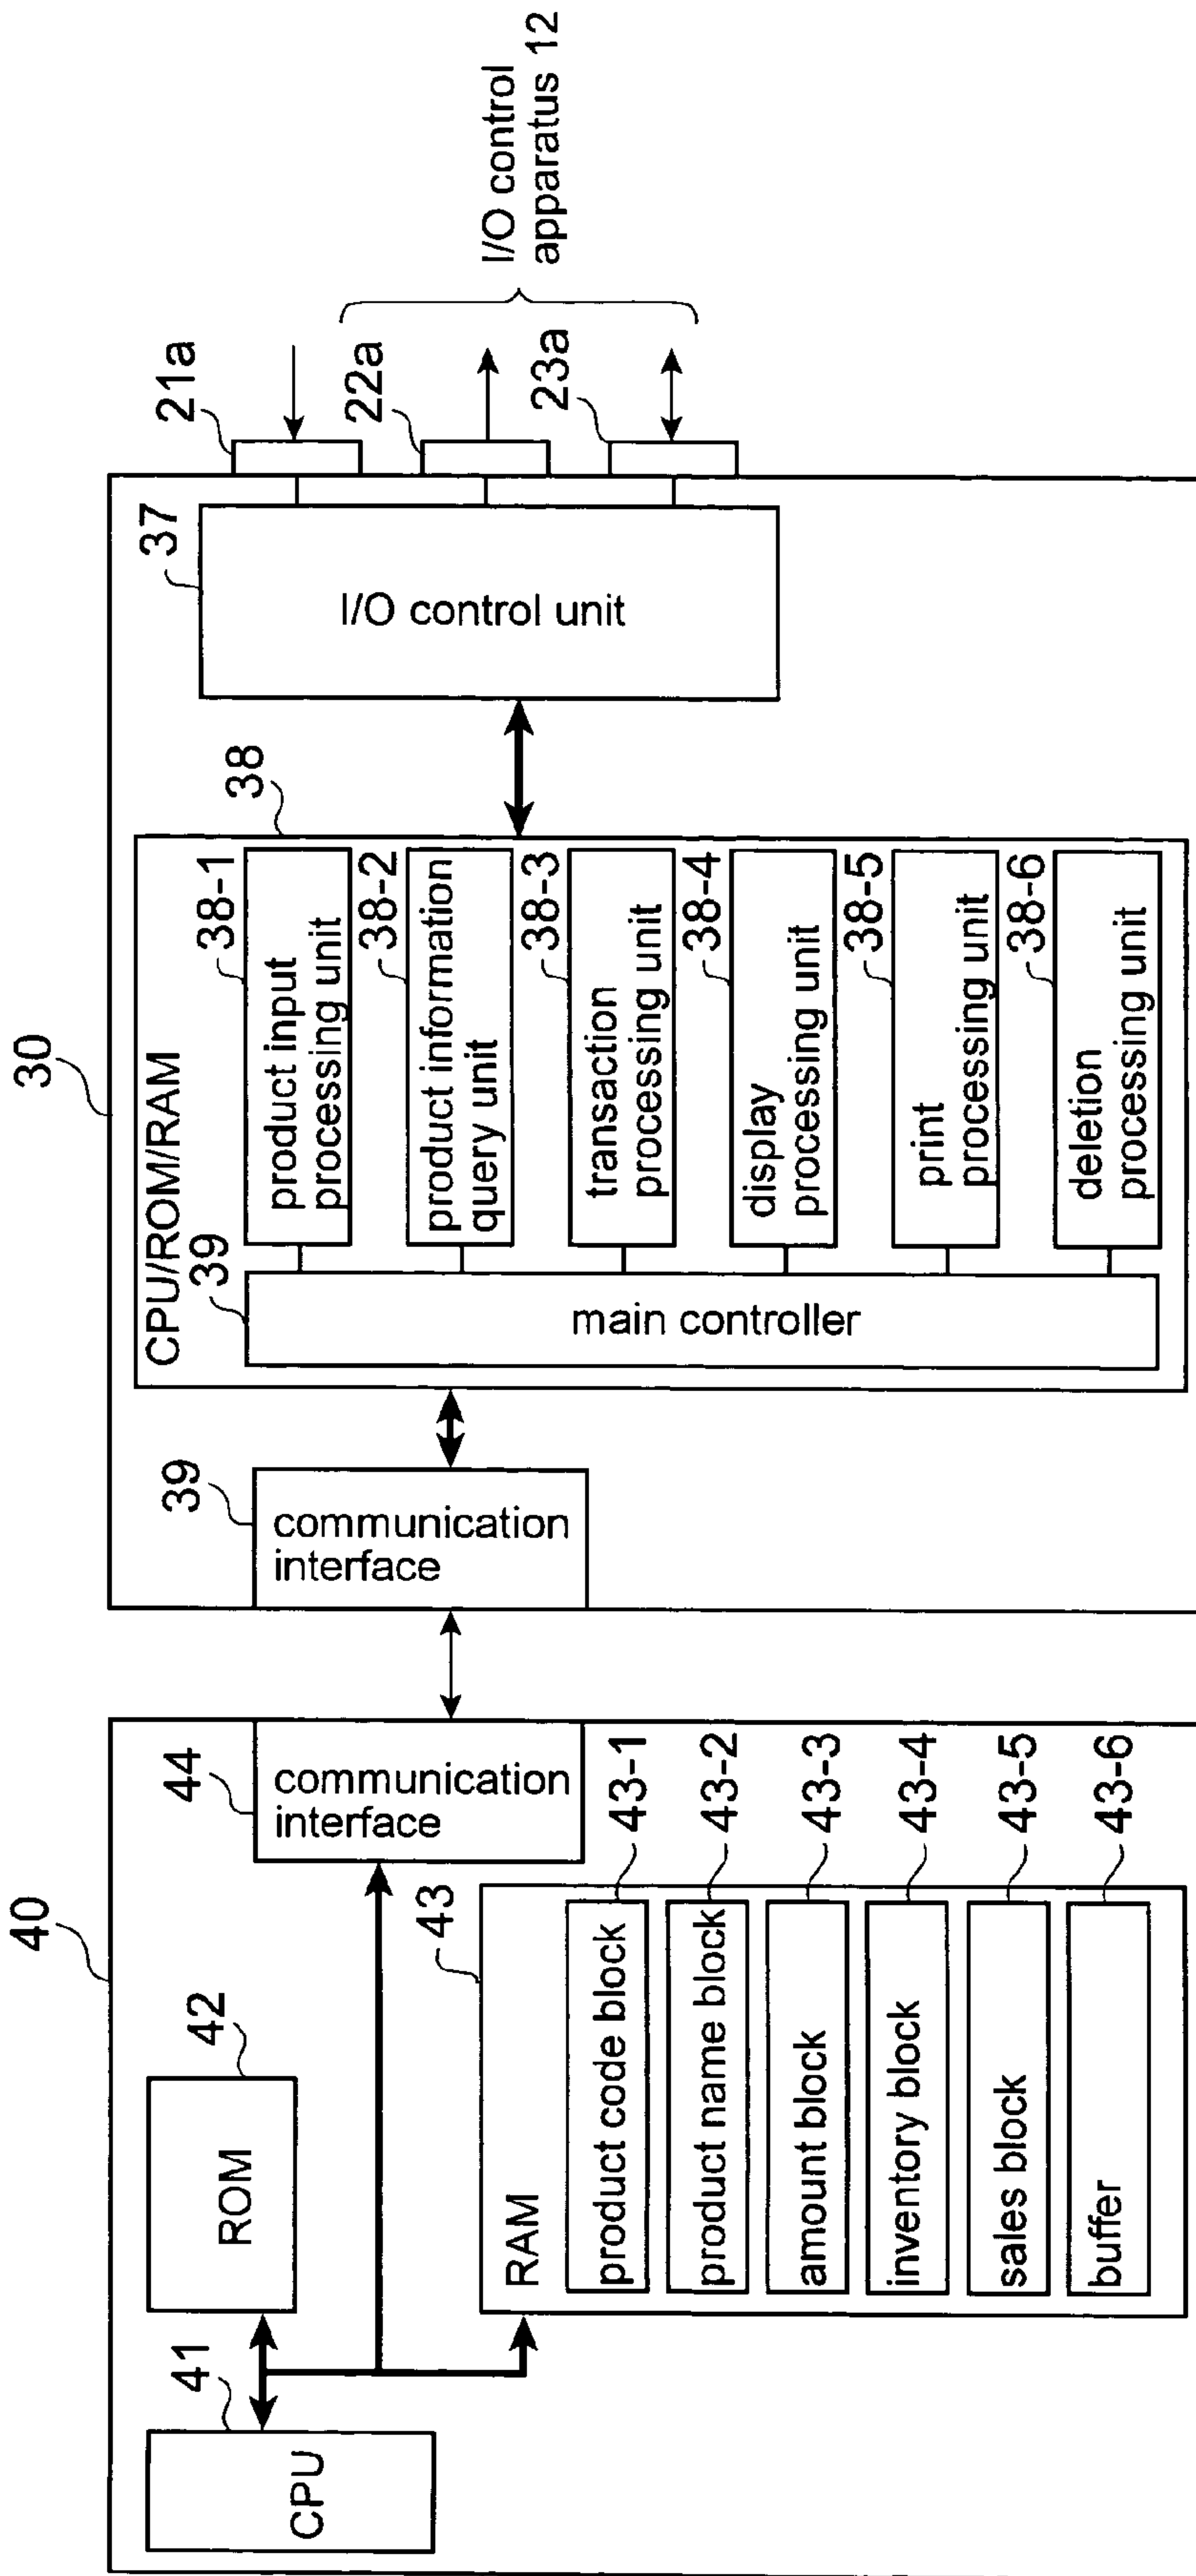 40
41
CPU
42
ROM
44
communication
interface
43
RAM
product code block
43-1
product name block
43-2
amount block
43-3
inventory block
43-4
sales block
43-5
buffer
43-6
30
39
communication
interface
CPU/ROM/RAM
38
39
main controller
38-1
product input
processing unit
38-2
product information
query unit
38-3
transaction
processing unit
38-4
display
processing unit
38-5
print
processing unit
38-6
deletion
processing unit
37
I/O control unit
21a
22a
23a
I/O control
apparatus 12